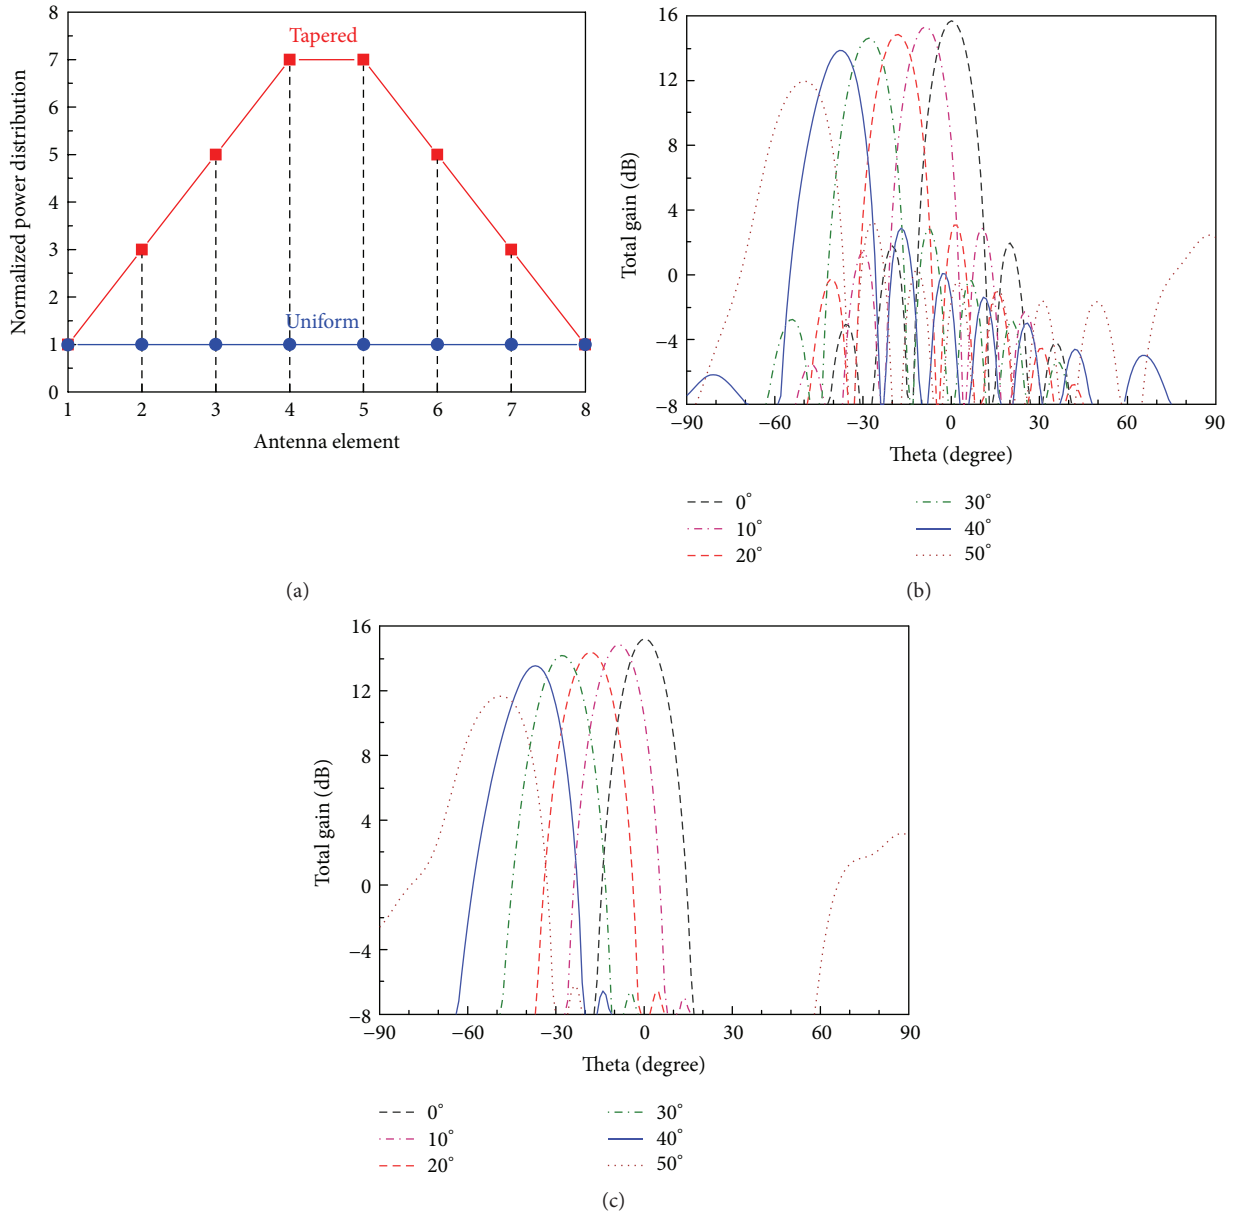 8
7
6
5
4
3
2
1
0
Normalized power distribution
Tapered
Uniform
1 2 3 4 5 6 7 8
Antenna element
(a)
16
12
8
4
0
−4
−8
Total gain (dB)
−90 −60 −30 0 30 60 90
Theta (degree)
0° 30°
10° 40°
20° 50°
(b)
16
12
8
4
0
−4
−8
Total gain (dB)
−90 −60 −30 0 30 60 90
Theta (degree)
0° 30°
10° 40°
20° 50°
(c)